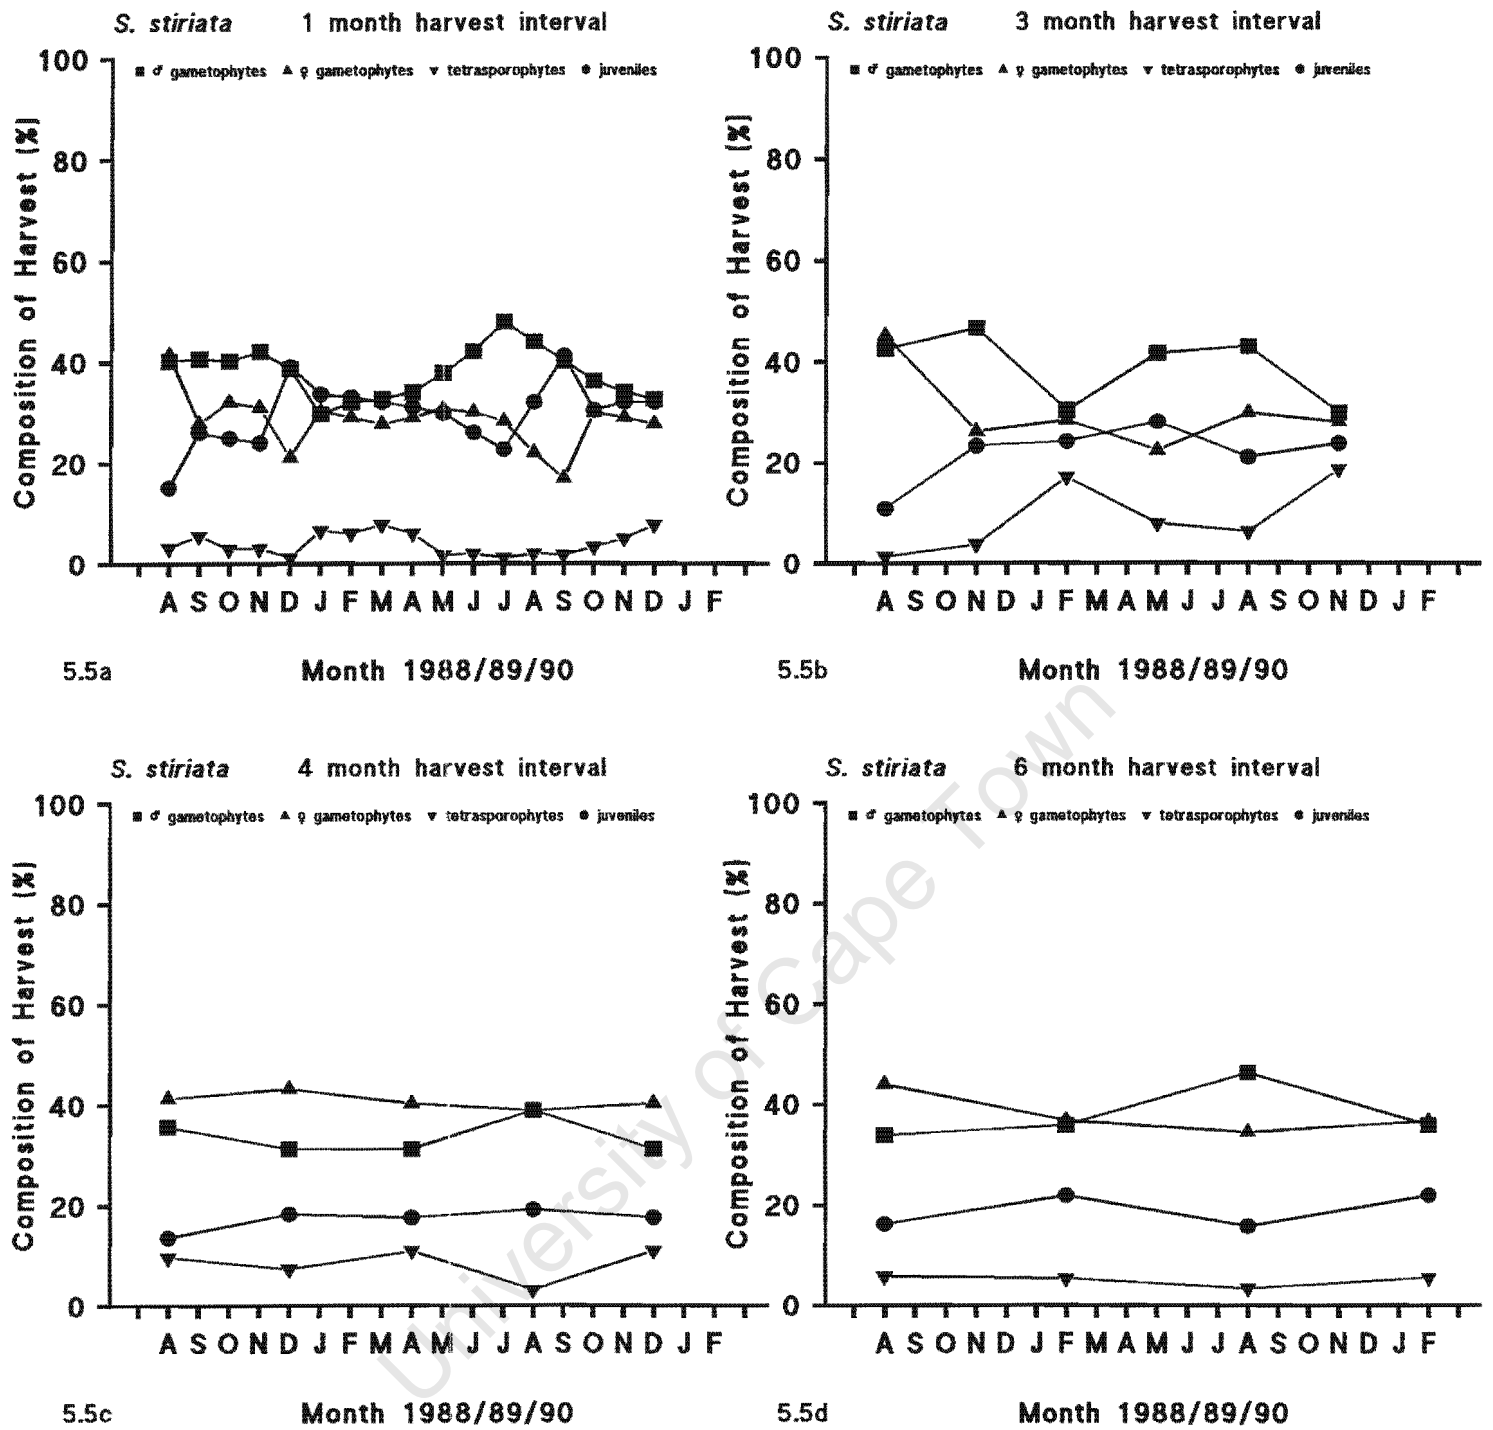 S. stiriata 1 month harvest interval
100
■ ♂ gametophytes ▲ ♀ gametophytes ▼ tetrasporophytes ● juveniles
80
60
40
20
0
Composition of Harvest (%)
A S O N D J F M A M J J A S O N D J F
5.5a Month 1988/89/90
S. stiriata 3 month harvest interval
100
■ ♂ gametophytes ▲ ♀ gametophytes ▼ tetrasporophytes ● juveniles
80
60
40
20
0
Composition of Harvest (%)
A S O N D J F M A M J J A S O N D J F
5.5b Month 1988/89/90
S. stiriata 4 month harvest interval
100
■ ♂ gametophytes ▲ ♀ gametophytes ▼ tetrasporophytes ● juveniles
80
60
40
20
0
Composition of Harvest (%)
A S O N D J F M A M J J A S O N D J F
5.5c Month 1988/89/90
S. stiriata 6 month harvest interval
100
■ ♂ gametophytes ▲ ♀ gametophytes ▼ tetrasporophytes ● juveniles
80
60
40
20
0
Composition of Harvest (%)
A S O N D J F M A M J J A S O N D J F
5.5d Month 1988/89/90
University of Cape Town